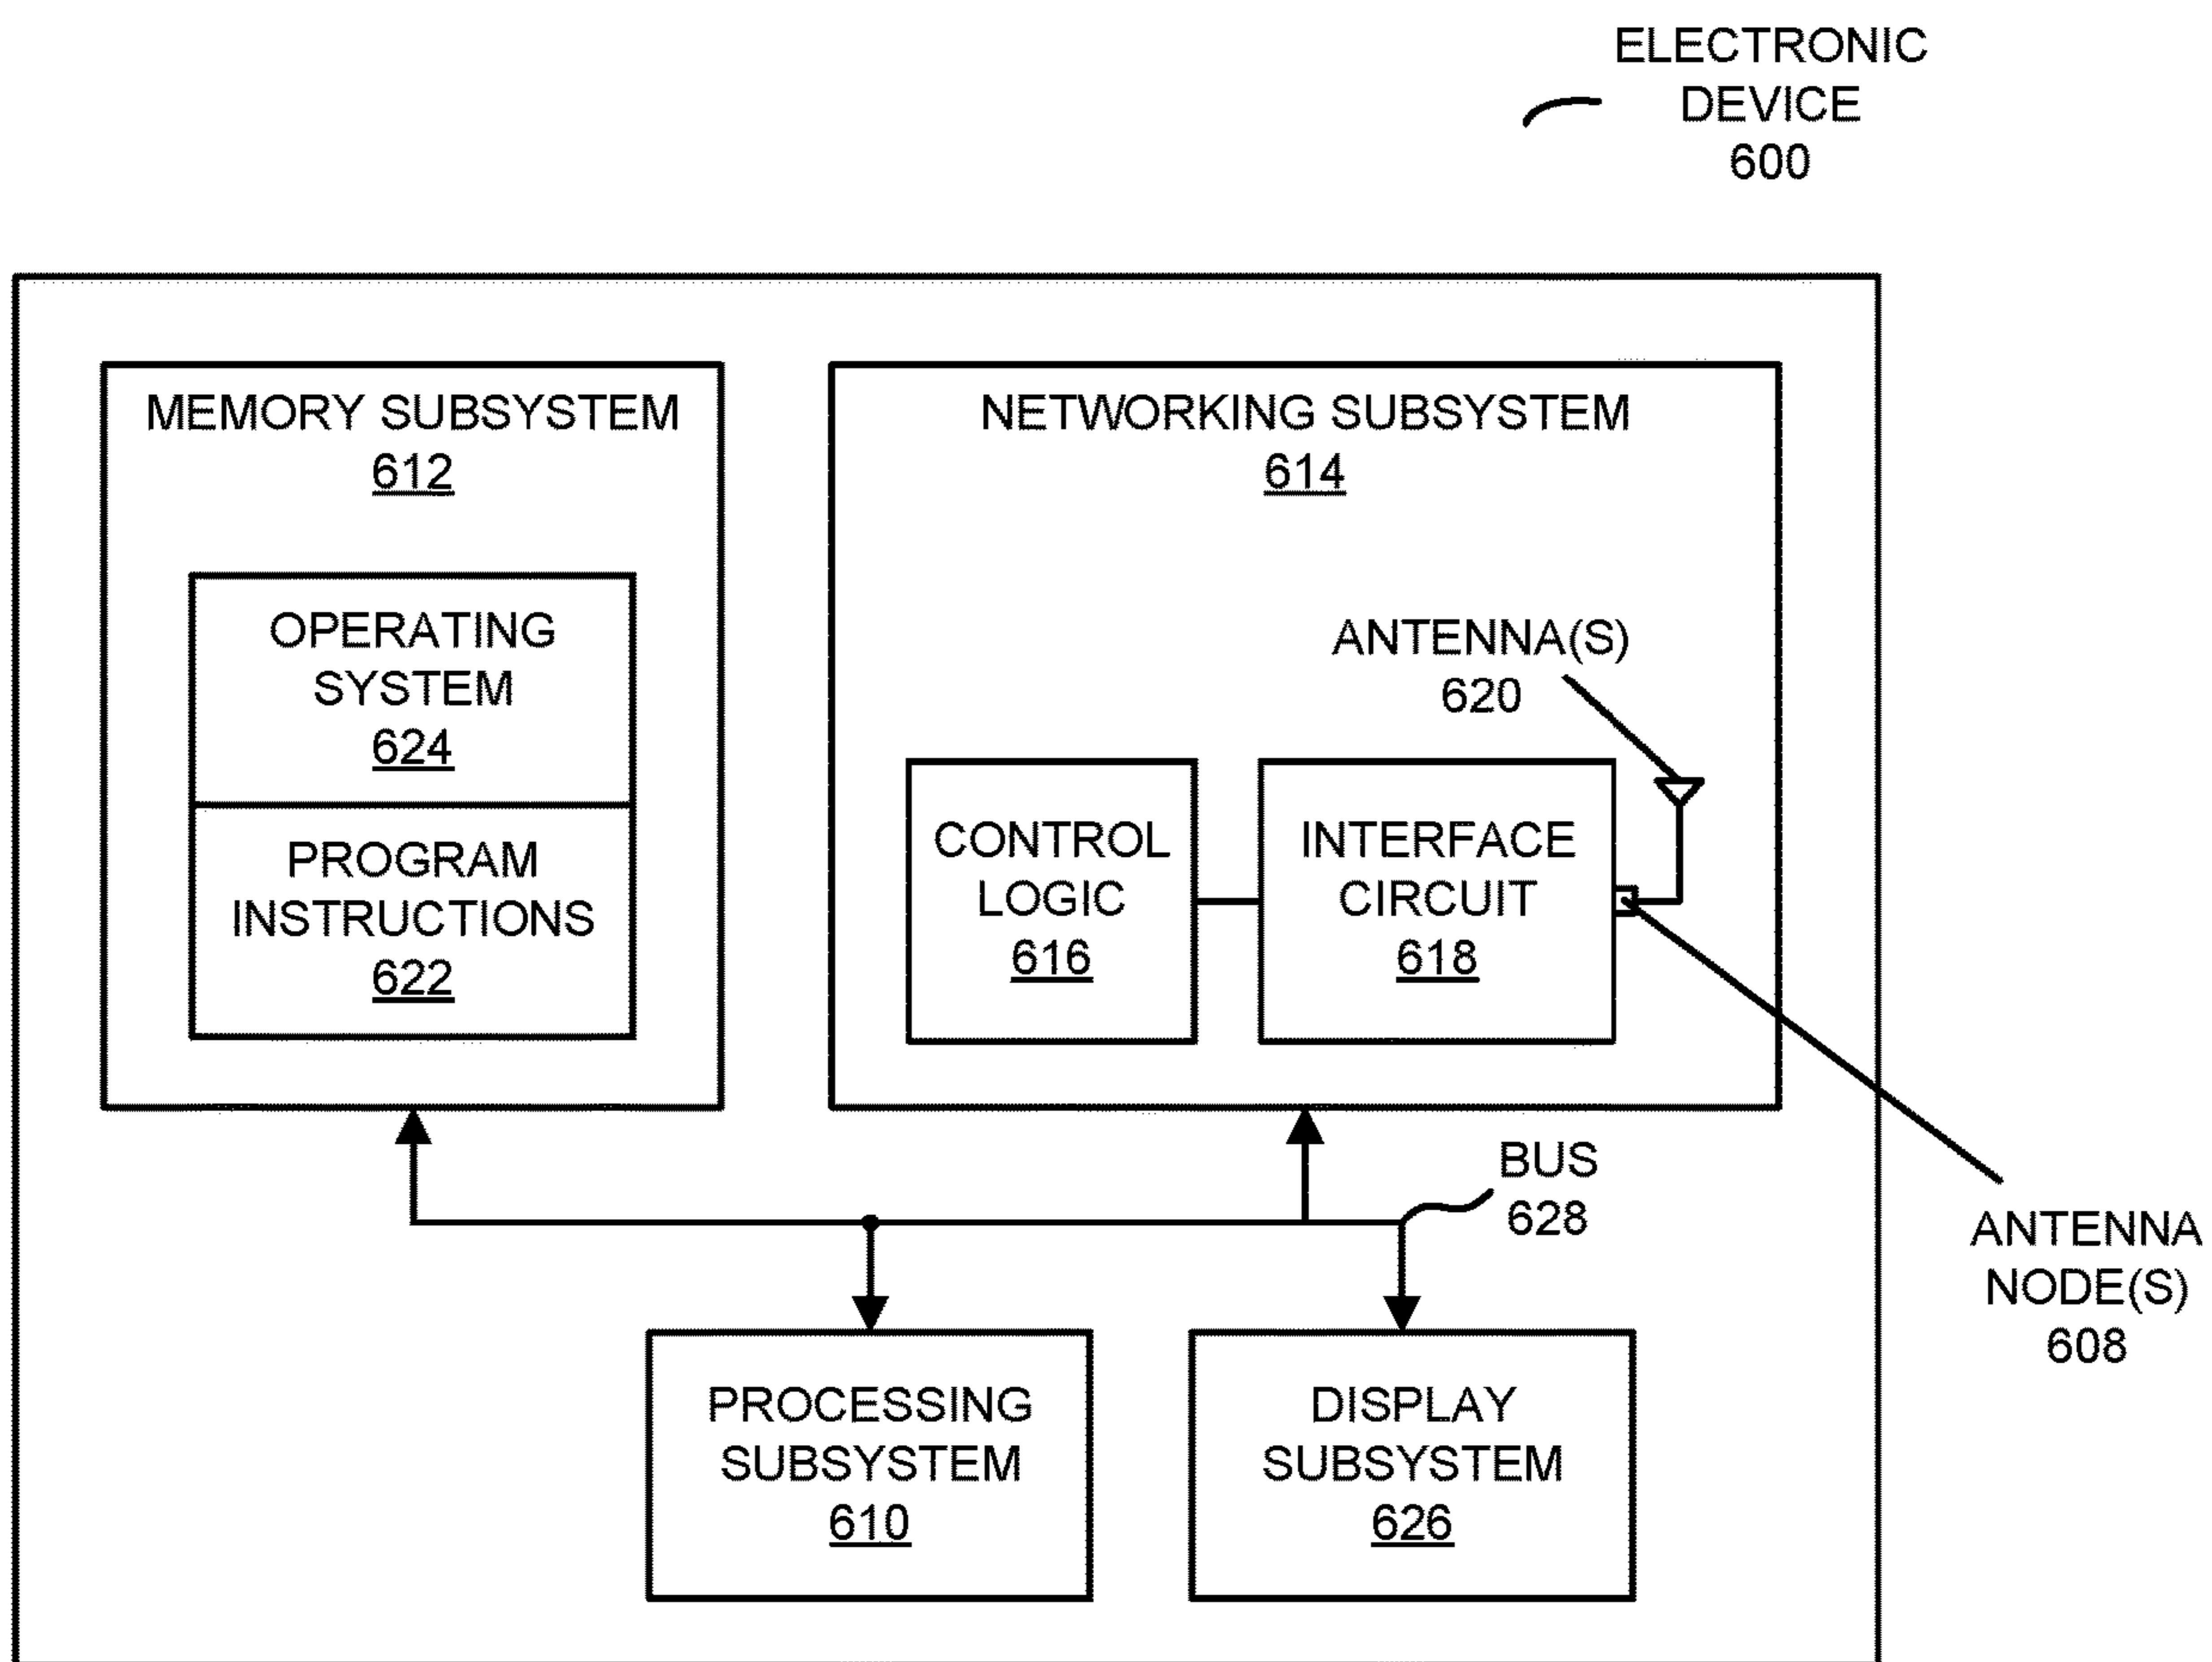 ELECTRONIC
DEVICE
600
MEMORY SUBSYSTEM
612
OPERATING
SYSTEM
624
PROGRAM
INSTRUCTIONS
622
NETWORKING SUBSYSTEM
614
ANTENNA(S)
620
CONTROL
LOGIC
616
INTERFACE
CIRCUIT
618
BUS
628
ANTENNA
NODE(S)
608
PROCESSING
SUBSYSTEM
610
DISPLAY
SUBSYSTEM
626